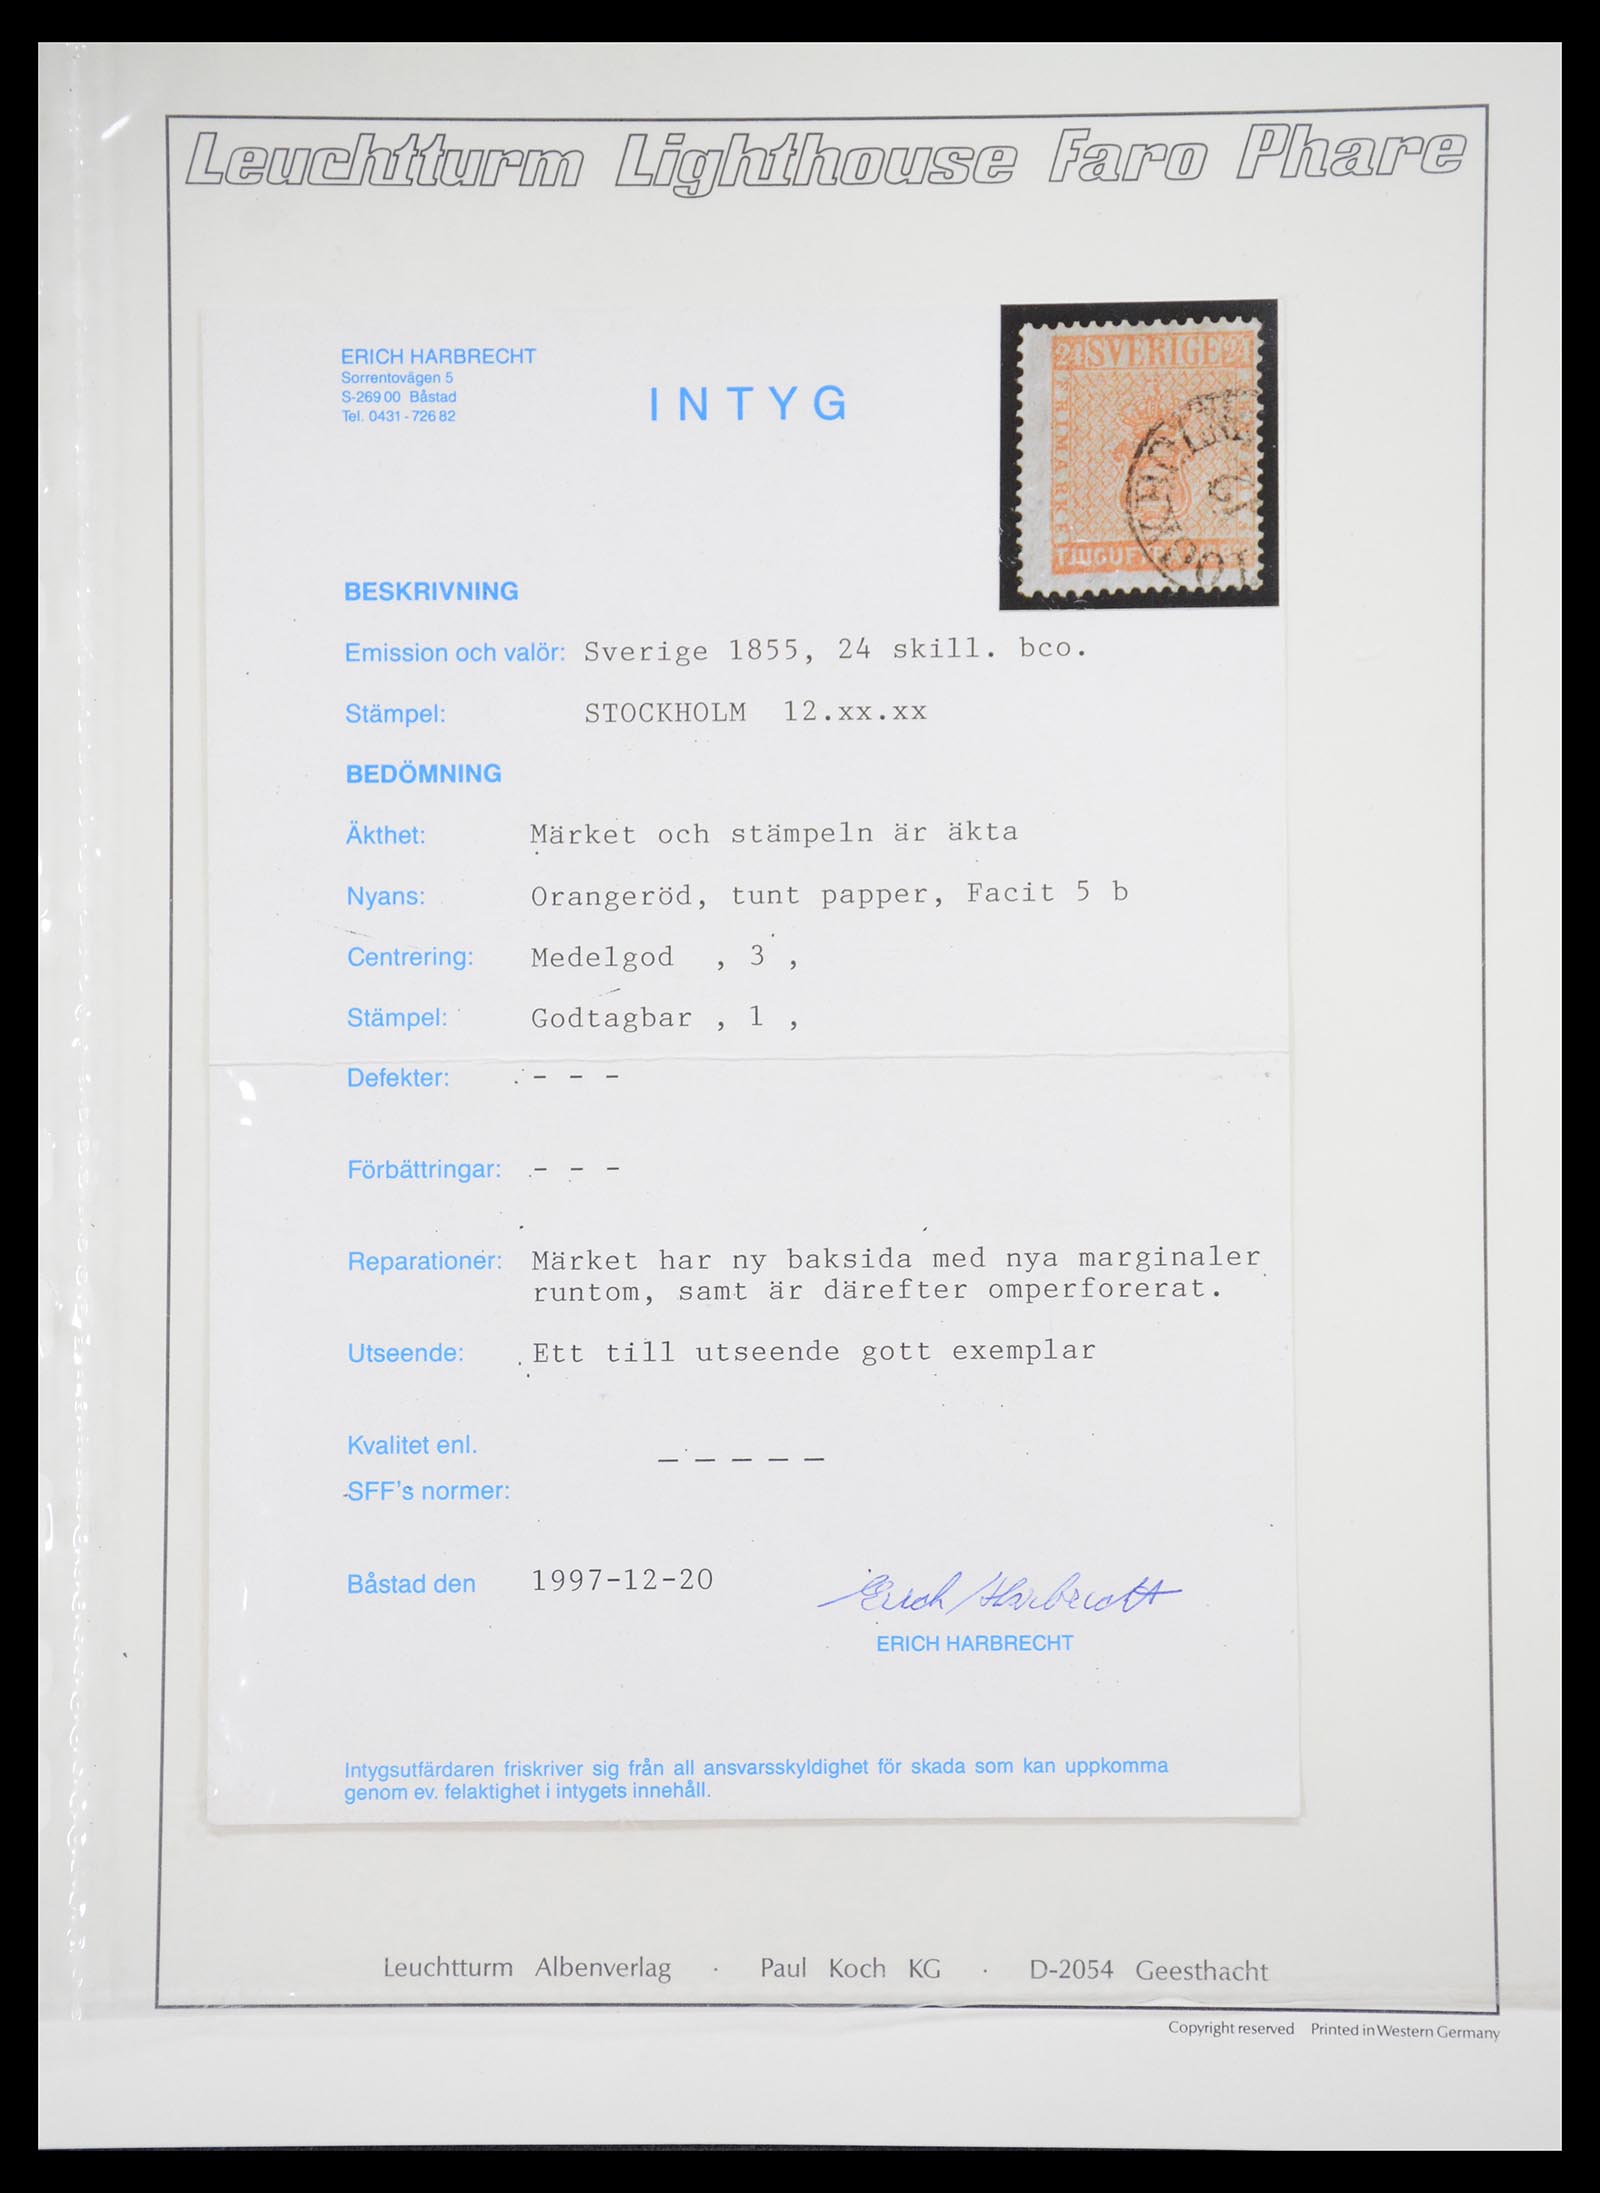 Leuchtturm Lighthouse Faro Phare
ERICH HARBRECHT
Sorrentovägen 5
S-269 00 Båstad
Tel. 0431 - 726 82
INTYG
24 SVERIGE 24
FRIMARKE
BESKRIVNING
Emission och valör: Sverige 1855, 24 skill. bco.
Stämpel: STOCKHOLM 12.xx.xx
BEDÖMNING
Äkthet: Märket och stämpeln är äkta
Nyans: Orangeröd, tunt papper, Facit 5 b
Centrering: Medelgod , 3 ,
Stämpel: Godtagbar , 1 ,
Defekter: - - -
Förbättringar: - - -
Reparationer: Märket har ny baksida med nya marginaler
runtom, samt är därefter omperforerat.
Utseende: Ett till utseende gott exemplar
Kvalitet enl. _ _ _ _ _
SFF's normer:
Båstad den 1997-12-20
Erich Harbrecht
ERICH HARBRECHT
Intygsutfärdaren friskriver sig från all ansvarsskyldighet för skada som kan uppkomma
genom ev. felaktighet i intygets innehåll.
Leuchtturm Albenverlag · Paul Koch KG · D-2054 Geesthacht
Copyright reserved Printed in Western Germany